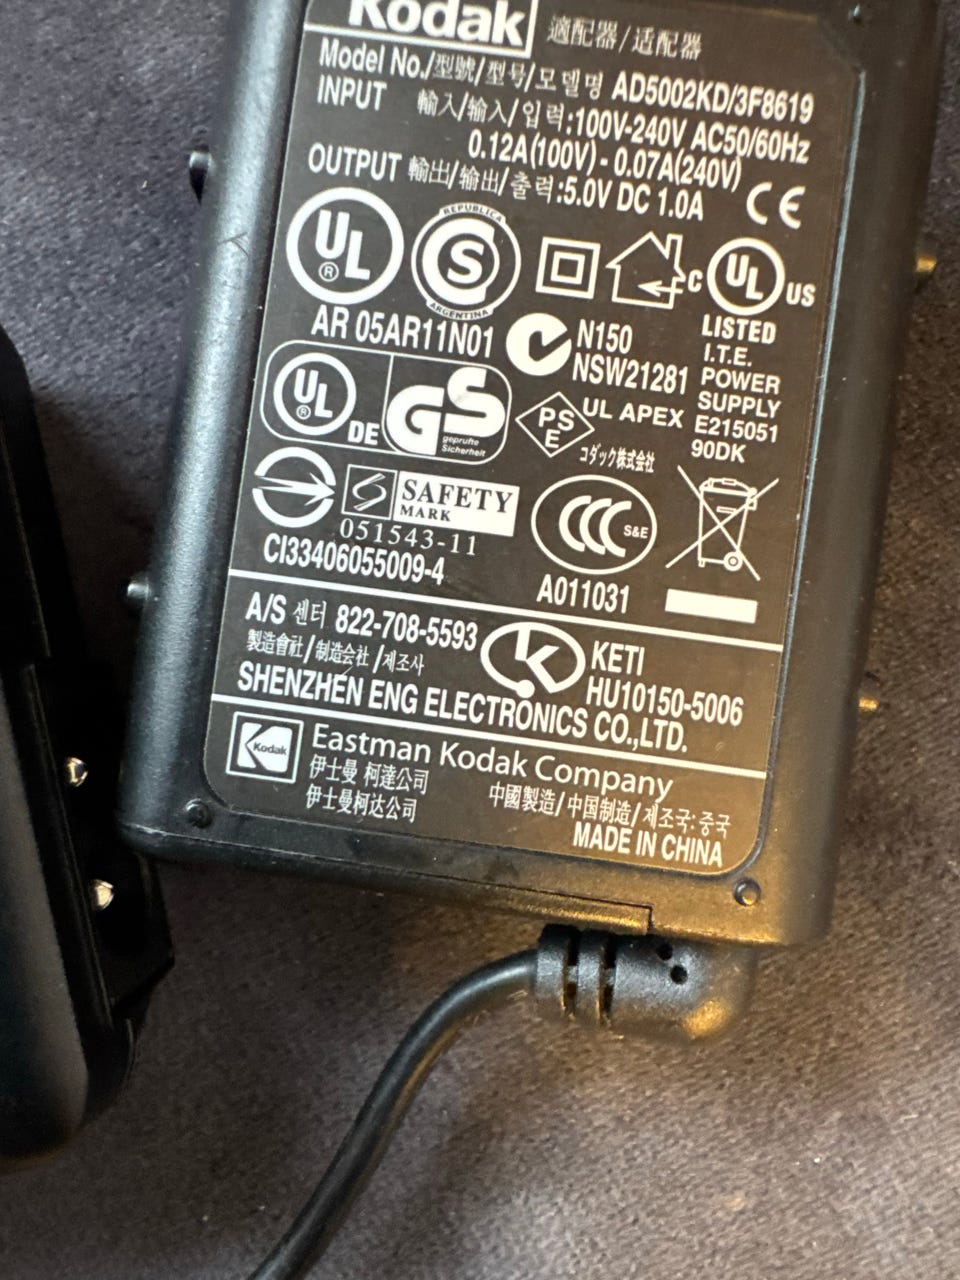 Kodak 適配器/适配器
Model No./型號/型号/모델명 AD5002KD/3F8619
INPUT 輸入/输入/입력:100V-240V AC50/60Hz
0.12A(100V) - 0.07A(240V)
OUTPUT 輸出/输出/출력:5.0V DC 1.0A
CE
UL
®
REPUBLICA
S
ARGENTINA
C UL US
LISTED
I.T.E.
POWER
SUPPLY
E215051
90DK
AR 05AR11N01
N150
NSW21281
UL
®
DE
GS
geprüfte
Sicherheit
PS
E
UL APEX
コダック株式会社
SAFETY
MARK
051543-11
CI33406055009-4
CCC S&E
A011031
A/S 센터 822-708-5593
K
KETI
HU10150-5006
製造會社/制造会社/제조사
SHENZHEN ENG ELECTRONICS CO.,LTD.
Kodak
Eastman Kodak Company
伊士曼 柯達公司
伊士曼柯达公司
中國製造/中国制造/제조국:중국
MADE IN CHINA